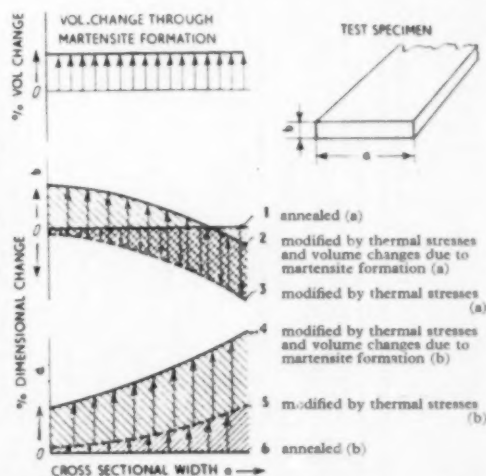 VOL.CHANGE THROUGH
MARTENSITE FORMATION
TEST SPECIMEN
% VOL CHANGE
0
b
a
b
0
1 annealed (a)
2 modified by thermal stresses
and volume changes due to
martensite formation (a)
3 modified by thermal stresses
(a)
% DIMENSIONAL CHANGE
a
4 modified by thermal stresses
and volume changes due to
martensite formation (b)
5 modified by thermal stresses
(b)
0
6 annealed (b)
CROSS SECTIONAL WIDTH a